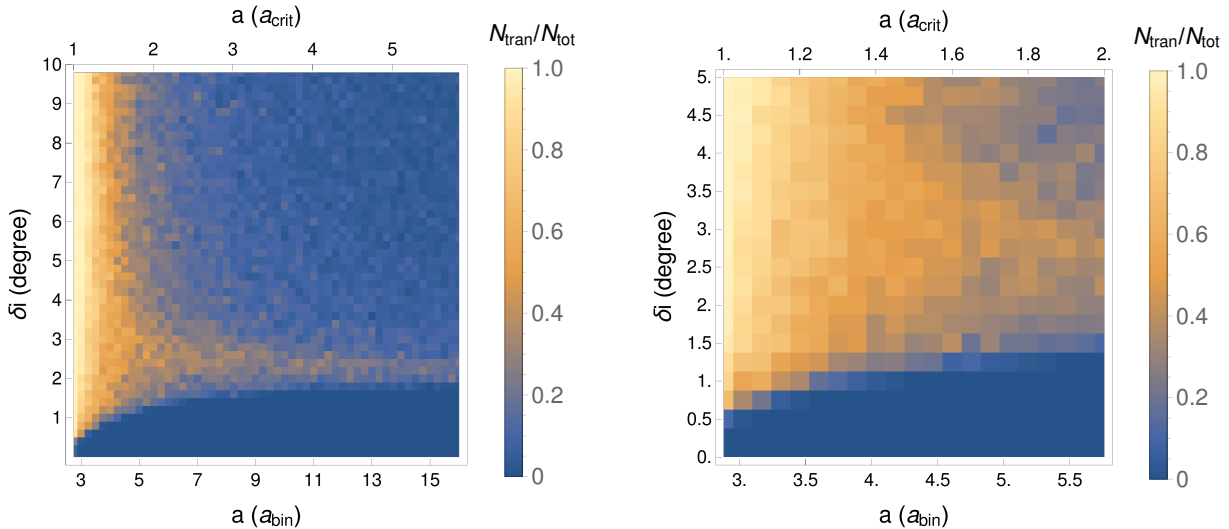 a (a_crit)
1 2 3 4 5
N_tran/N_tot
10
9
8
7
6
5
4
3
2
1
δi (degree)
3 5 7 9 11 13 15
a (a_bin)
1.0
0.8
0.6
0.4
0.2
0
a (a_crit)
1. 1.2 1.4 1.6 1.8 2.
N_tran/N_tot
5.
4.5
4.
3.5
3.
2.5
2.
1.5
1.
0.5
0.
δi (degree)
3. 3.5 4. 4.5 5. 5.5
a (a_bin)
1.0
0.8
0.6
0.4
0.2
0